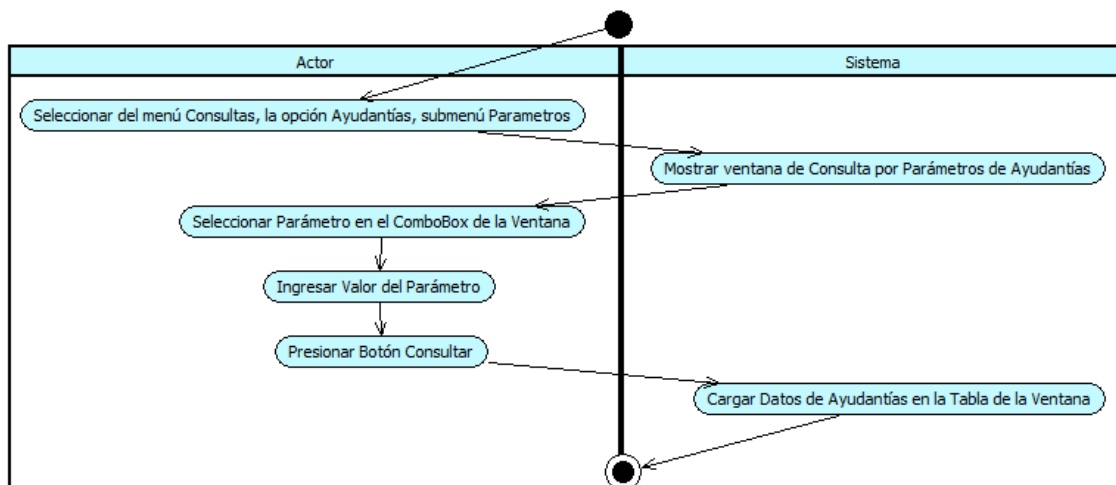 Actor
Sistema
Seleccionar del menú Consultas, la opción Ayudantías, submenú Parametros
Mostrar ventana de Consulta por Parámetros de Ayudantías
Seleccionar Parámetro en el ComboBox de la Ventana
Ingresar Valor del Parámetro
Presionar Botón Consultar
Cargar Datos de Ayudantías en la Tabla de la Ventana